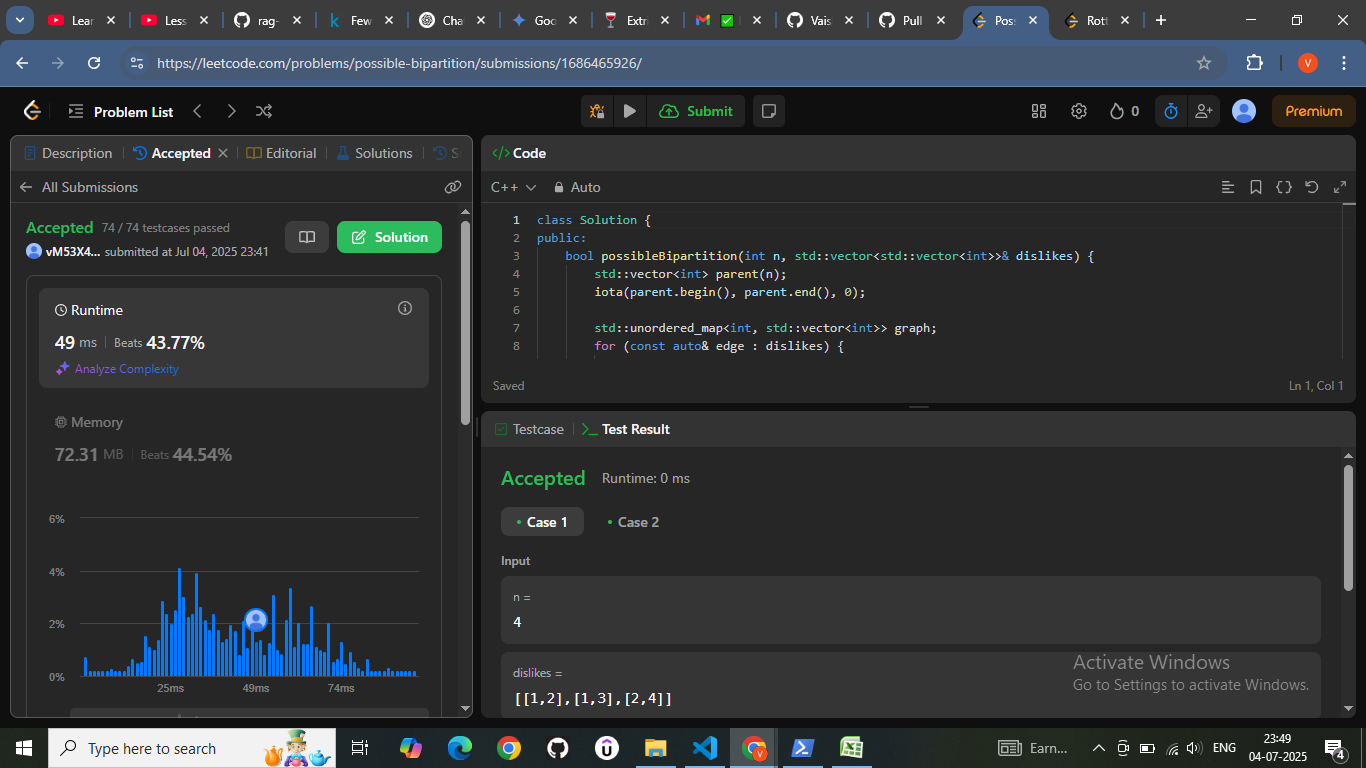 Lear
Less
rag-
Few
Cha
Goo
Extri
Vais
Pull
Pos
Rott
https://leetcode.com/problems/possible-bipartition/submissions/1686465926/
V
Problem List
Submit
0
Premium
Description
Accepted
Editorial
Solutions
S
All Submissions
Accepted 74 / 74 testcases passed
vM53X4... submitted at Jul 04, 2025 23:41
Solution
Runtime
49 ms Beats 43.77%
Analyze Complexity
Memory
72.31 MB Beats 44.54%
6%
4%
2%
0%
25ms 49ms 74ms
</> Code
C++ Auto
1 class Solution {
2 public:
3 bool possibleBipartition(int n, std::vector<std::vector<int>>& dislikes) {
4 std::vector<int> parent(n);
5 iota(parent.begin(), parent.end(), 0);
6
7 std::unordered_map<int, std::vector<int>> graph;
8 for (const auto& edge : dislikes) {
Saved Ln 1, Col 1
Testcase >_ Test Result
Accepted Runtime: 0 ms
• Case 1 • Case 2
Input
n =
4
dislikes =
[[1,2],[1,3],[2,4]]
Activate Windows
Go to Settings to activate Windows.
Type here to search
Earn...
ENG
23:49
04-07-2025
4